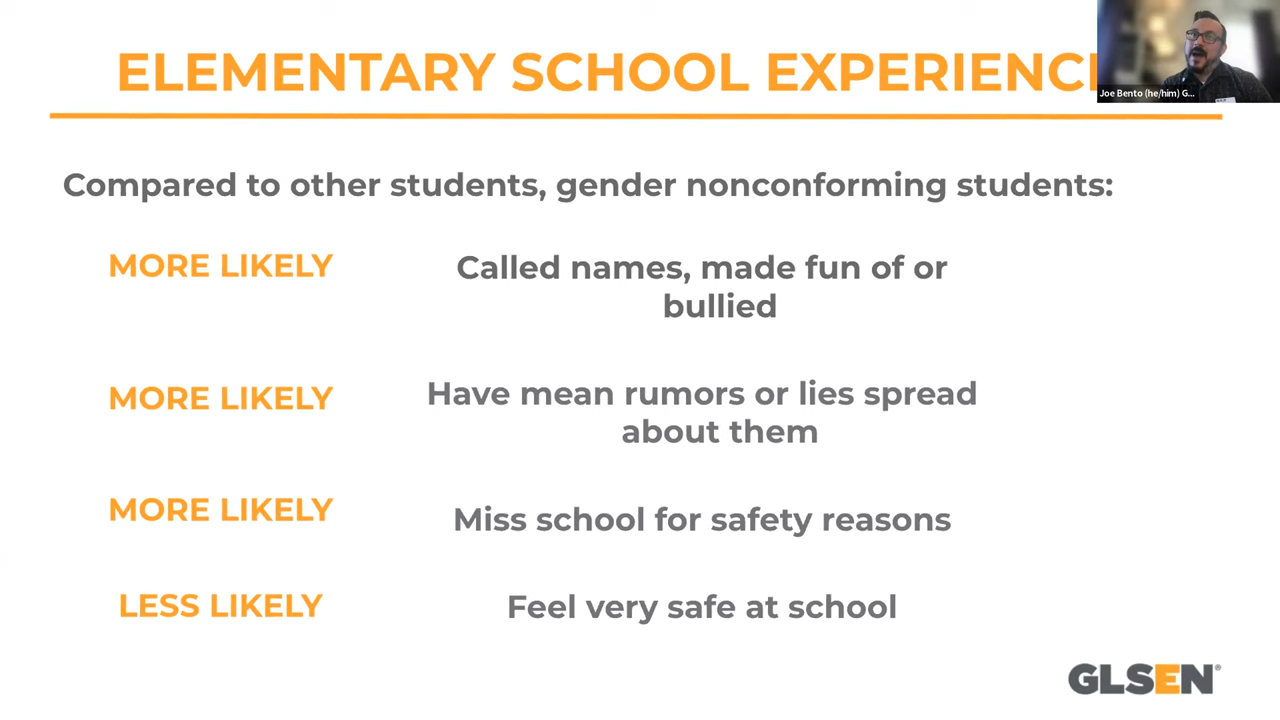 ELEMENTARY SCHOOL EXPERIENC
Joe Bento (he/him) G...
Compared to other students, gender nonconforming students:
MORE LIKELY
Called names, made fun of or
bullied
MORE LIKELY
Have mean rumors or lies spread
about them
MORE LIKELY
Miss school for safety reasons
LESS LIKELY
Feel very safe at school
GLSEN®